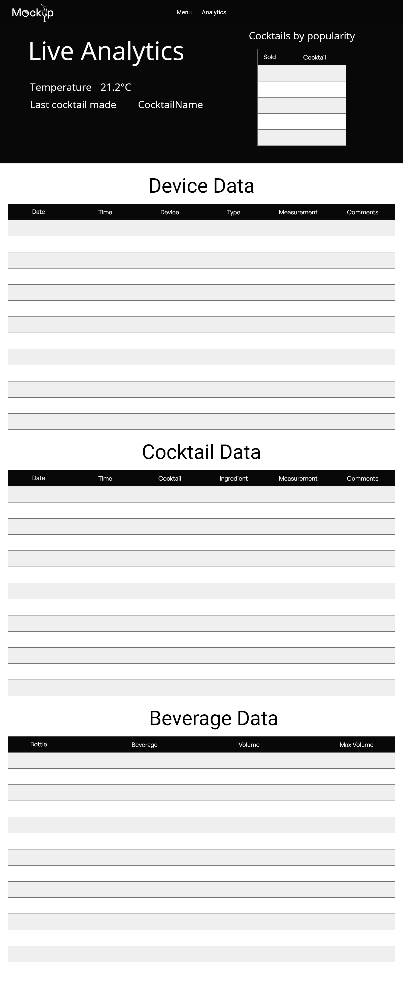 MockUp
Menu Analytics
Live Analytics
Temperature 21.2°C
Last cocktail made CocktailName
Cocktails by popularity
Sold Cocktail
Device Data
Date Time Device Type Measurement Comments
Cocktail Data
Date Time Cocktail Ingredient Measurement Comments
Beverage Data
Bottle Beverage Volume Max Volume